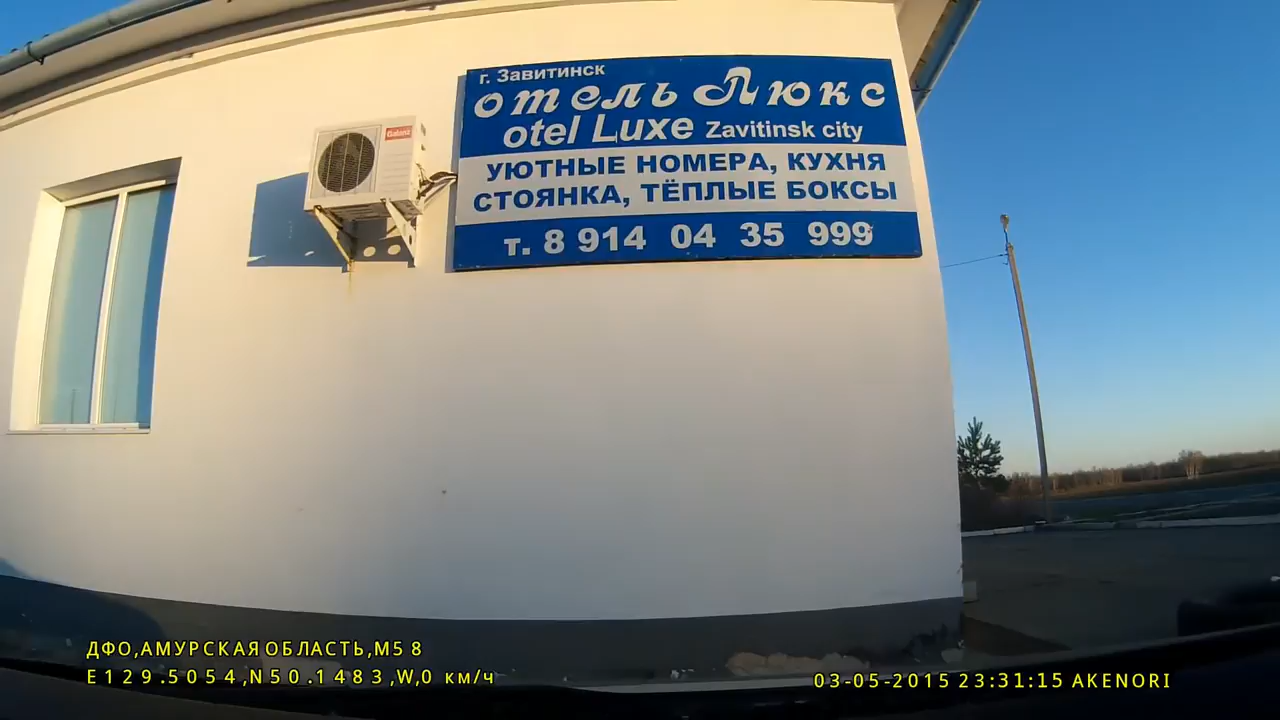 г. Завитинск
отель Люкс
otel Luxe Zavitinsk city
УЮТНЫЕ НОМЕРА, КУХНЯ
СТОЯНКА, ТЁПЛЫЕ БОКСЫ
т. 8 914 04 35 999
Galanz
ДФО,АМУРСКАЯ ОБЛАСТЬ,М58
E129.5054,N50.1483,W,0 км/ч
03-05-2015 23:31:15 AKENORI